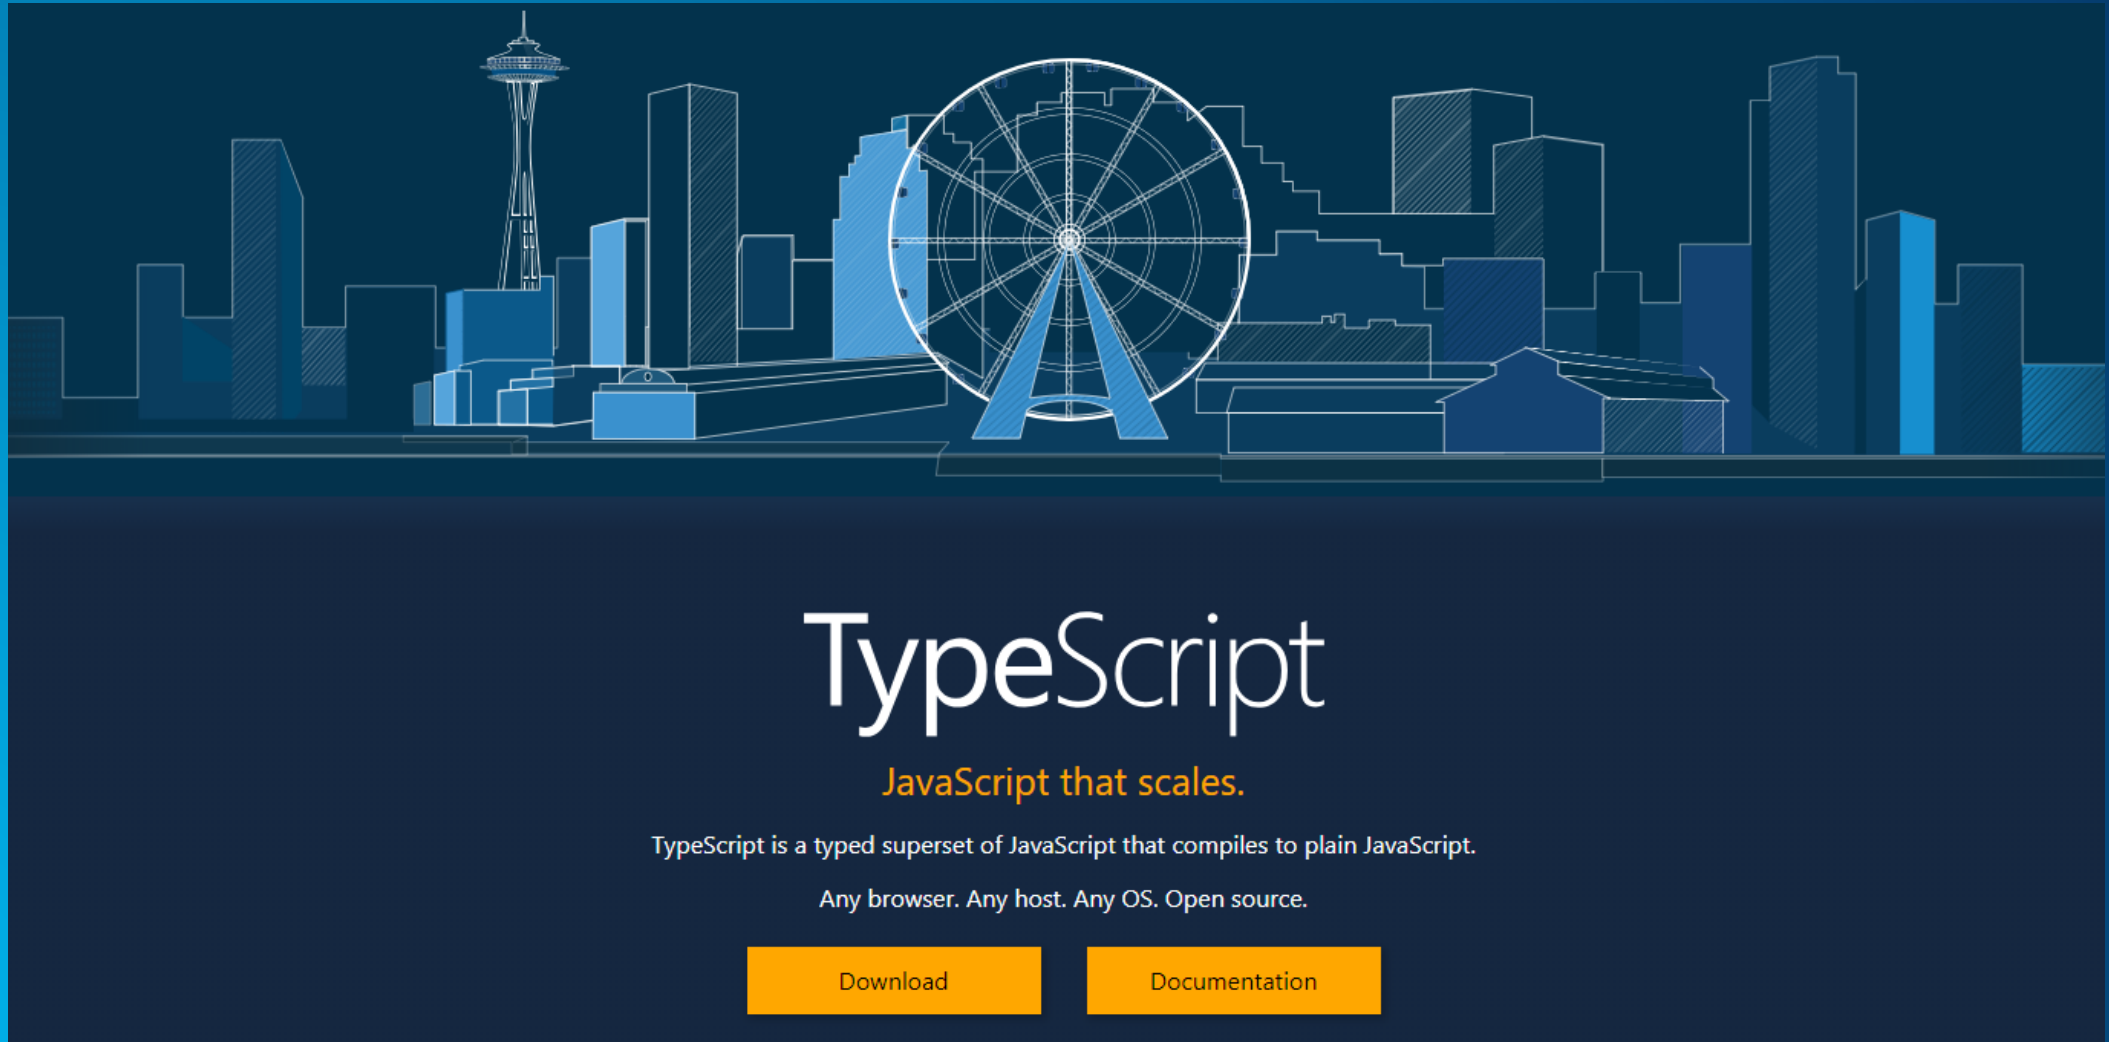 TypeScript
JavaScript that scales.
TypeScript is a typed superset of JavaScript that compiles to plain JavaScript.
Any browser. Any host. Any OS. Open source.
Download
Documentation